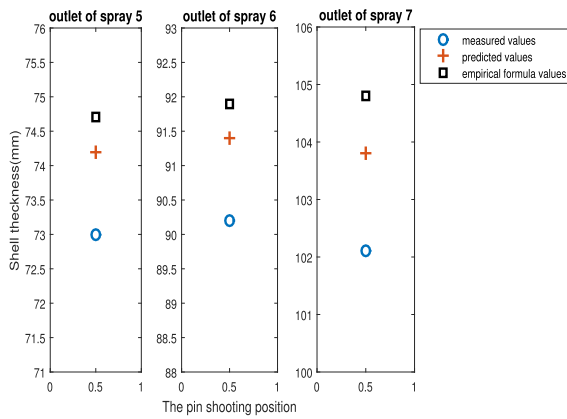 outlet of spray 5
outlet of spray 6
outlet of spray 7
measured values
predicted values
empirical formula values
Shell theckness(mm)
76
75.5
75
74.5
74
73.5
73
72.5
72
71.5
71
0 0.5 1
93
92.5
92
91.5
91
90.5
90
89.5
89
88.5
88
0 0.5 1
106
105
104
103
102
101
100
0 0.5 1
The pin shooting position